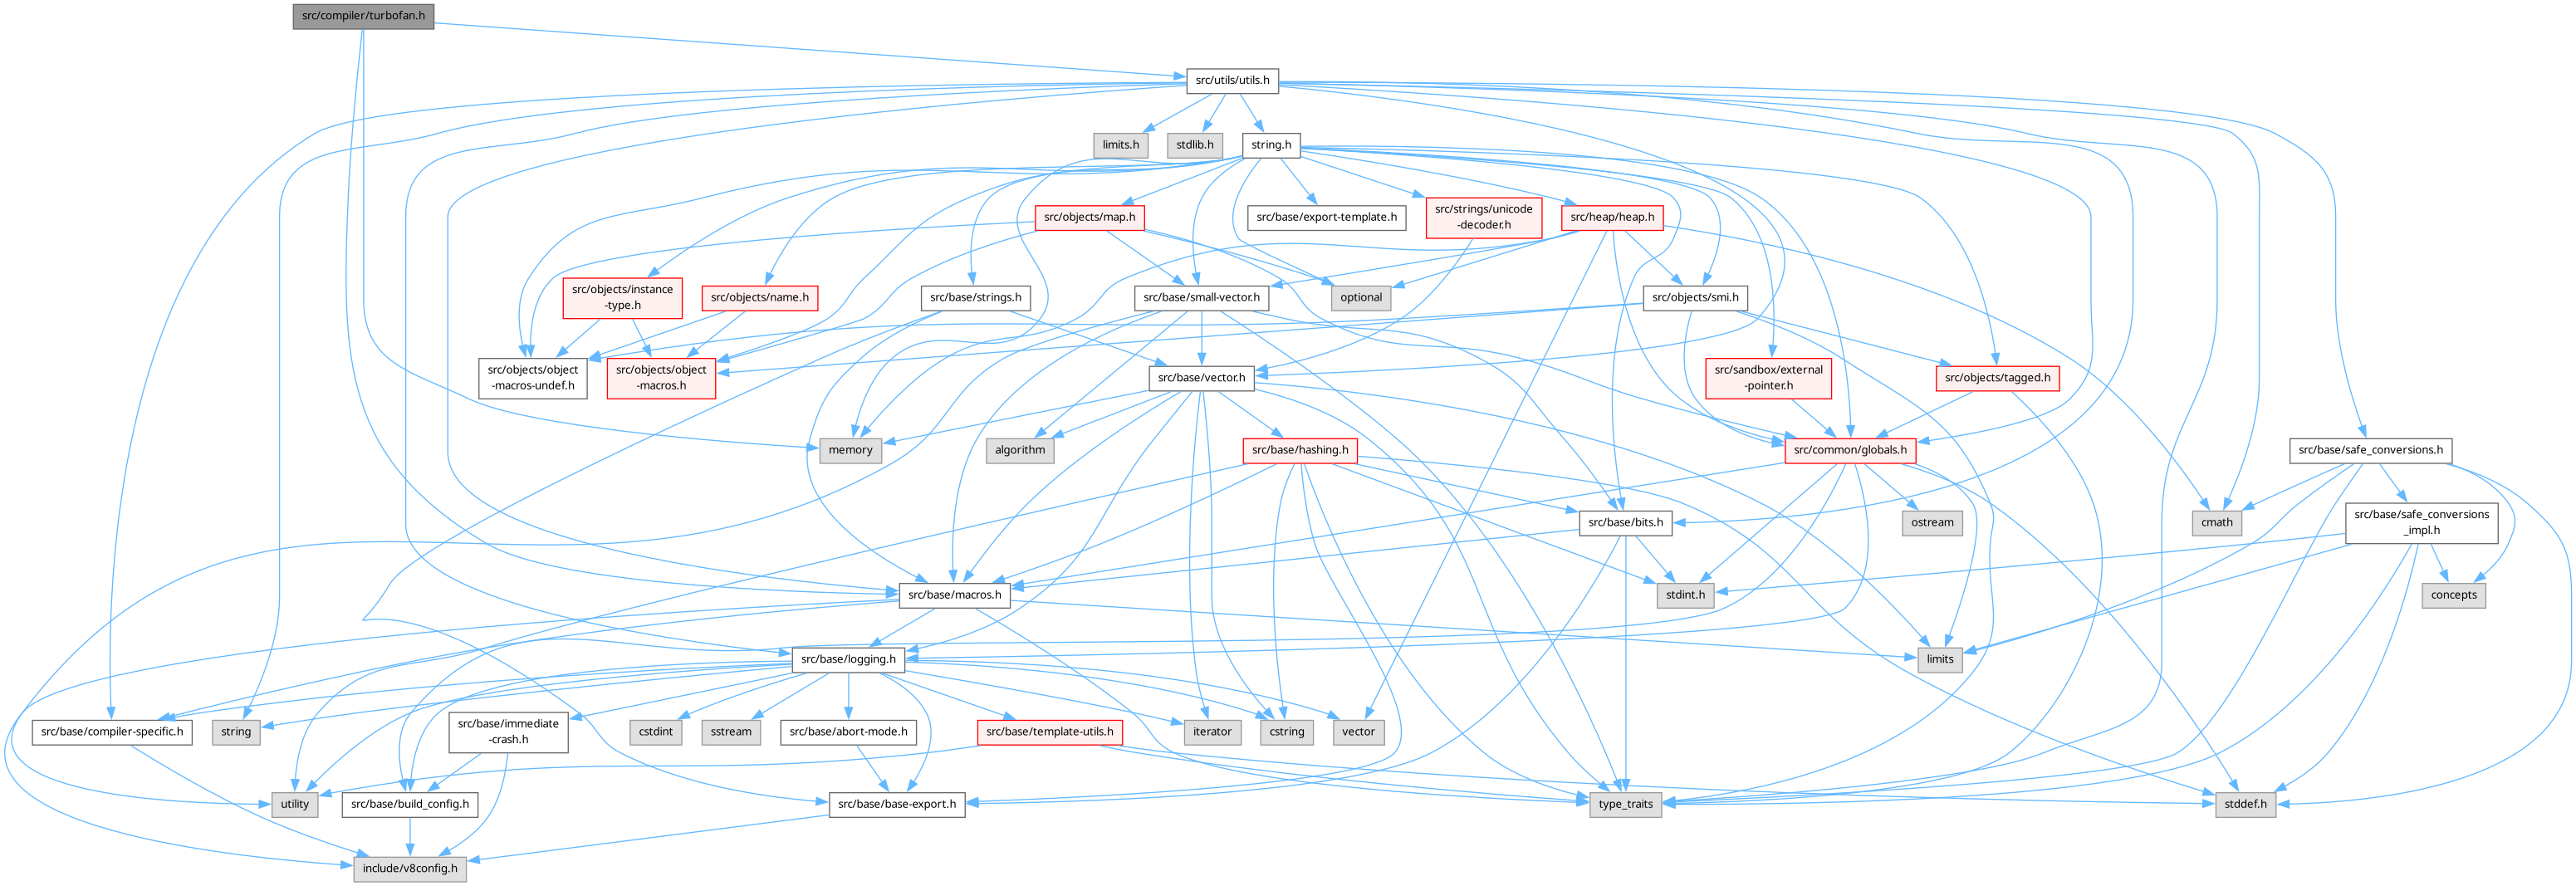 src/compiler/turbofan.h
src/utils/utils.h
limits.h
stdlib.h
string.h
src/objects/map.h
src/base/export-template.h
src/strings/unicode
-decoder.h
src/heap/heap.h
src/objects/instance
-type.h
src/objects/name.h
src/base/strings.h
src/base/small-vector.h
optional
src/objects/smi.h
src/objects/object
-macros-undef.h
src/objects/object
-macros.h
src/base/vector.h
src/sandbox/external
-pointer.h
src/objects/tagged.h
memory
algorithm
src/base/hashing.h
src/common/globals.h
src/base/safe_conversions.h
src/base/bits.h
ostream
cmath
src/base/safe_conversions
_impl.h
src/base/macros.h
stdint.h
concepts
src/base/logging.h
limits
src/base/compiler-specific.h
string
src/base/immediate
-crash.h
cstdint
sstream
src/base/abort-mode.h
src/base/template-utils.h
iterator
cstring
vector
utility
src/base/build_config.h
src/base/base-export.h
type_traits
stddef.h
include/v8config.h